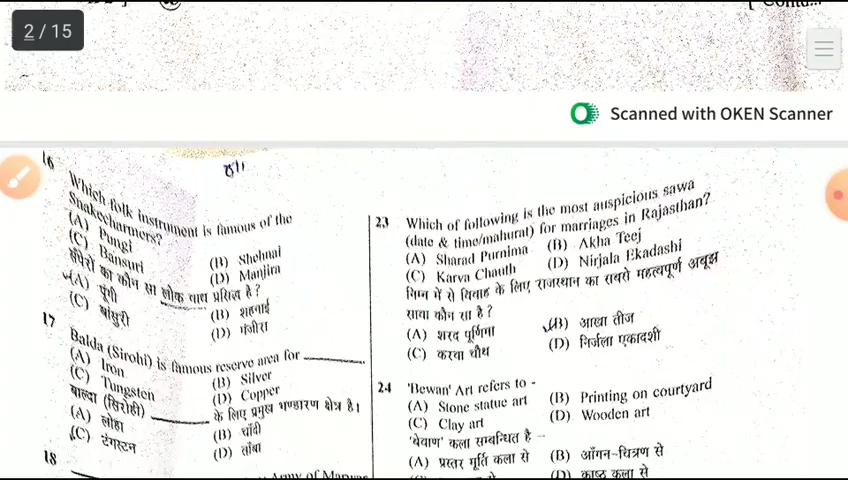 2 / 15
Scanned with OKEN Scanner
16
Which folk instrument is famous of the
Snakecharmers?
(A) Pungi (B) Shehnai
(C) Bansuri (D) Manjira
सँपेरों का कौन सा लोक वाद्य प्रसिद्ध है?
(A) पूंगी (B) शहनाई
(C) बांसुरी (D) मंजीरा
17 Balda (Sirohi) is famous reserve area for
(A) Iron (B) Silver
(C) Tungsten (D) Copper
बाल्दा (सिरोही) के लिए प्रमुख भण्डारण क्षेत्र है।
(A) लोहा (B) चाँदी
(C) टंगस्टन (D) ताँबा
18
23 Which of following is the most auspicious sawa
(date & time/mahurat) for marriages in Rajasthan?
(A) Sharad Purnima (B) Akha Teej
(C) Karva Chauth (D) Nirjala Ekadashi
निम्न में से विवाह के लिए राजस्थान का सबसे महत्वपूर्ण अबूझ
सावा कौन सा है?
(A) शरद पूर्णिमा (B) आखा तीज
(C) करवा चौथ (D) निर्जला एकादशी
24 'Bewan' Art refers to -
(A) Stone statue art (B) Printing on courtyard
(C) Clay art (D) Wooden art
'बेवाण' कला सम्बन्धित है –
(A) प्रस्तर मूर्ति कला से (B) आँगन-चित्रण से
(D) काष्ठ कला से